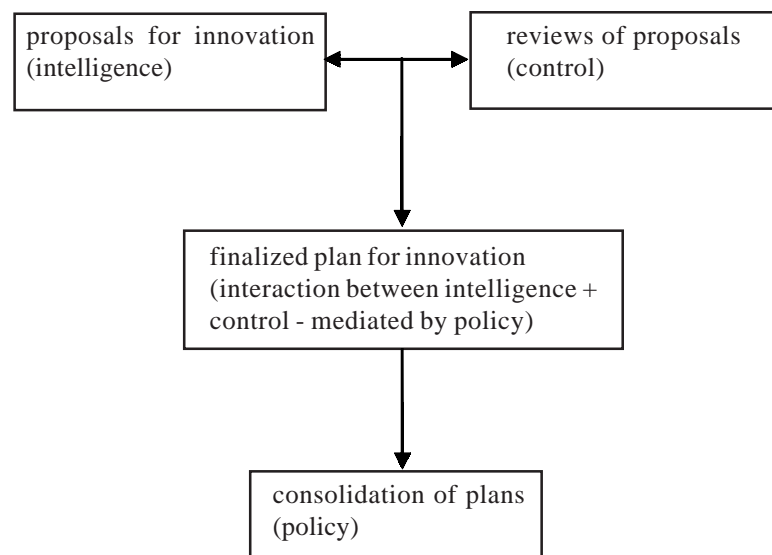 proposals for innovation
(intelligence)
reviews of proposals
(control)
finalized plan for innovation
(interaction between intelligence +
control - mediated by policy)
consolidation of plans
(policy)